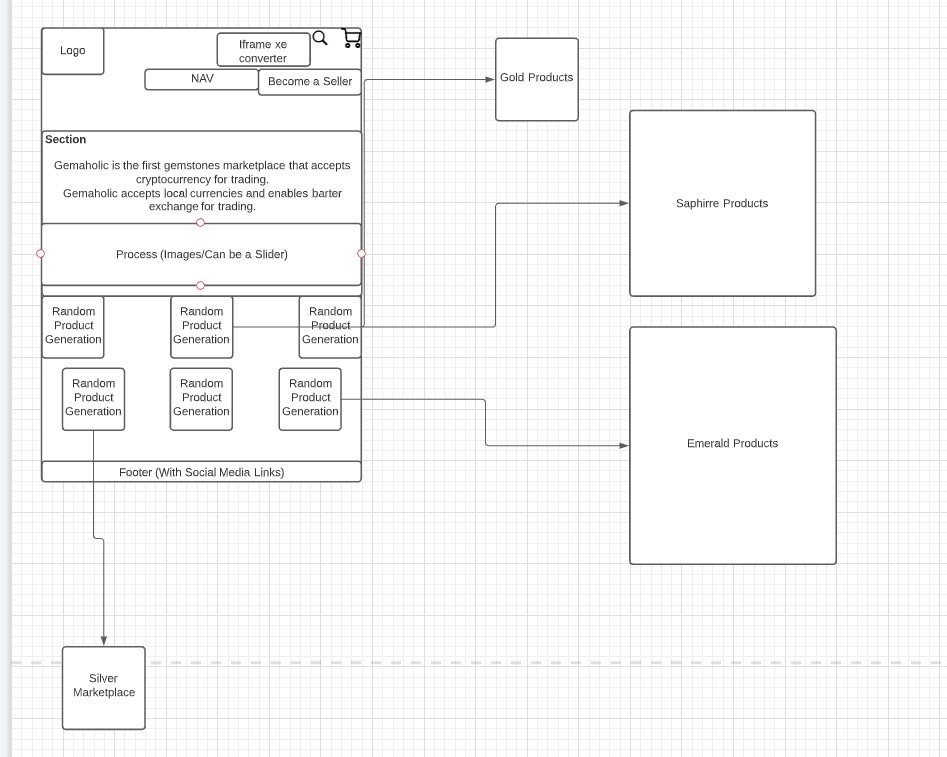 Logo
Iframe xe
converter
NAV
Become a Seller
Gold Products
Section
Gemaholic is the first gemstones marketplace that accepts
cryptocurrency for trading.
Gemaholic accepts local currencies and enables barter
exchange for trading.
Saphirre Products
Process (Images/Can be a Slider)
Random
Product
Generation
Random
Product
Generation
Random
Product
Generation
Random
Product
Generation
Random
Product
Generation
Random
Product
Generation
Emerald Products
Footer (With Social Media Links)
Silver
Marketplace